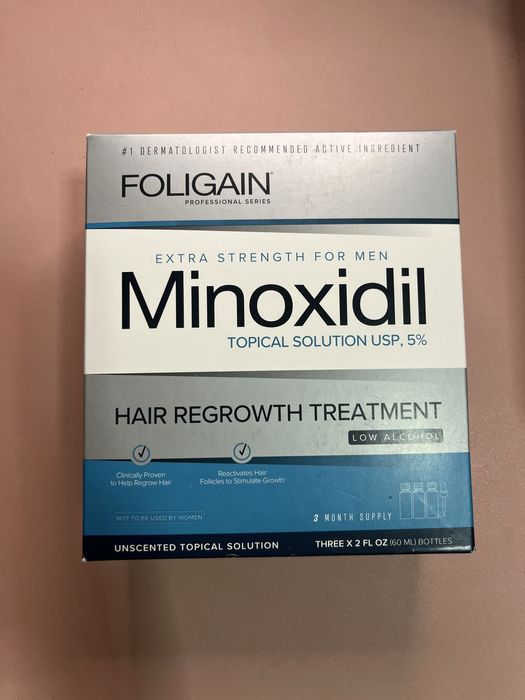 #1 DERMATOLOGIST RECOMMENDED ACTIVE INGREDIENT
FOLIGAIN®
PROFESSIONAL SERIES
EXTRA STRENGTH FOR MEN
Minoxidil
TOPICAL SOLUTION USP, 5%
HAIR REGROWTH TREATMENT
LOW ALCOHOL
Clinically Proven
to Help Regrow Hair
Reactivates Hair
Follicles to Stimulate Growth
NOT TO BE USED BY WOMEN
3 MONTH SUPPLY
UNSCENTED TOPICAL SOLUTION
THREE X 2 FL OZ (60 ML) BOTTLES